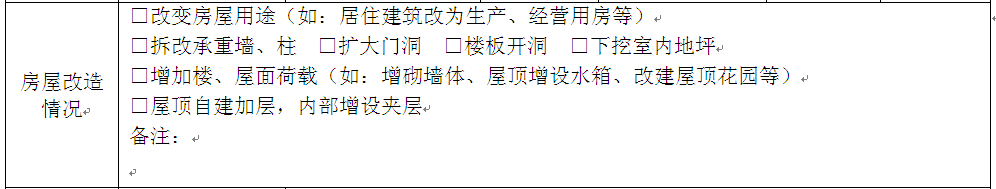 房屋改造
情况
□改变房屋用途（如：居住建筑改为生产、经营用房等）
□拆改承重墙、柱 □扩大门洞 □楼板开洞 □下挖室内地坪
□增加楼、屋面荷载（如：增砌墙体、屋顶增设水箱、改建屋顶花园等）
□屋顶自建加层，内部增设夹层
备注：